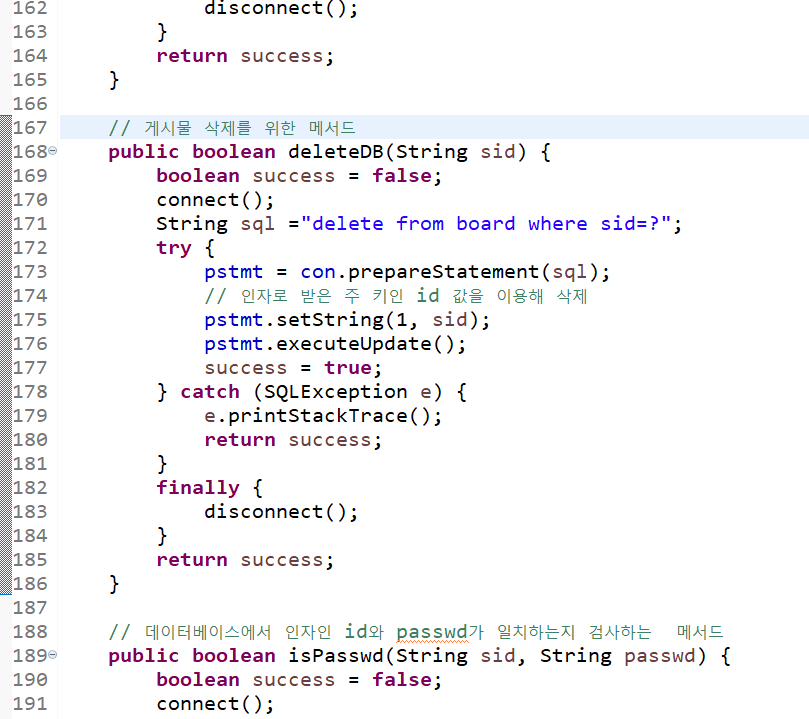 162             disconnect();
163         }
164         return success;
165     }
166
167     // 게시물 삭제를 위한 메서드
168     public boolean deleteDB(String sid) {
169         boolean success = false;
170         connect();
171         String sql ="delete from board where sid=?";
172         try {
173             pstmt = con.prepareStatement(sql);
174             // 인자로 받은 주 키인 id 값을 이용해 삭제
175             pstmt.setString(1, sid);
176             pstmt.executeUpdate();
177             success = true;
178         } catch (SQLException e) {
179             e.printStackTrace();
180             return success;
181         }
182         finally {
183             disconnect();
184         }
185         return success;
186     }
187
188     // 데이터베이스에서 인자인 id와 passwd가 일치하는지 검사하는  메서드
189     public boolean isPasswd(String sid, String passwd) {
190         boolean success = false;
191         connect();